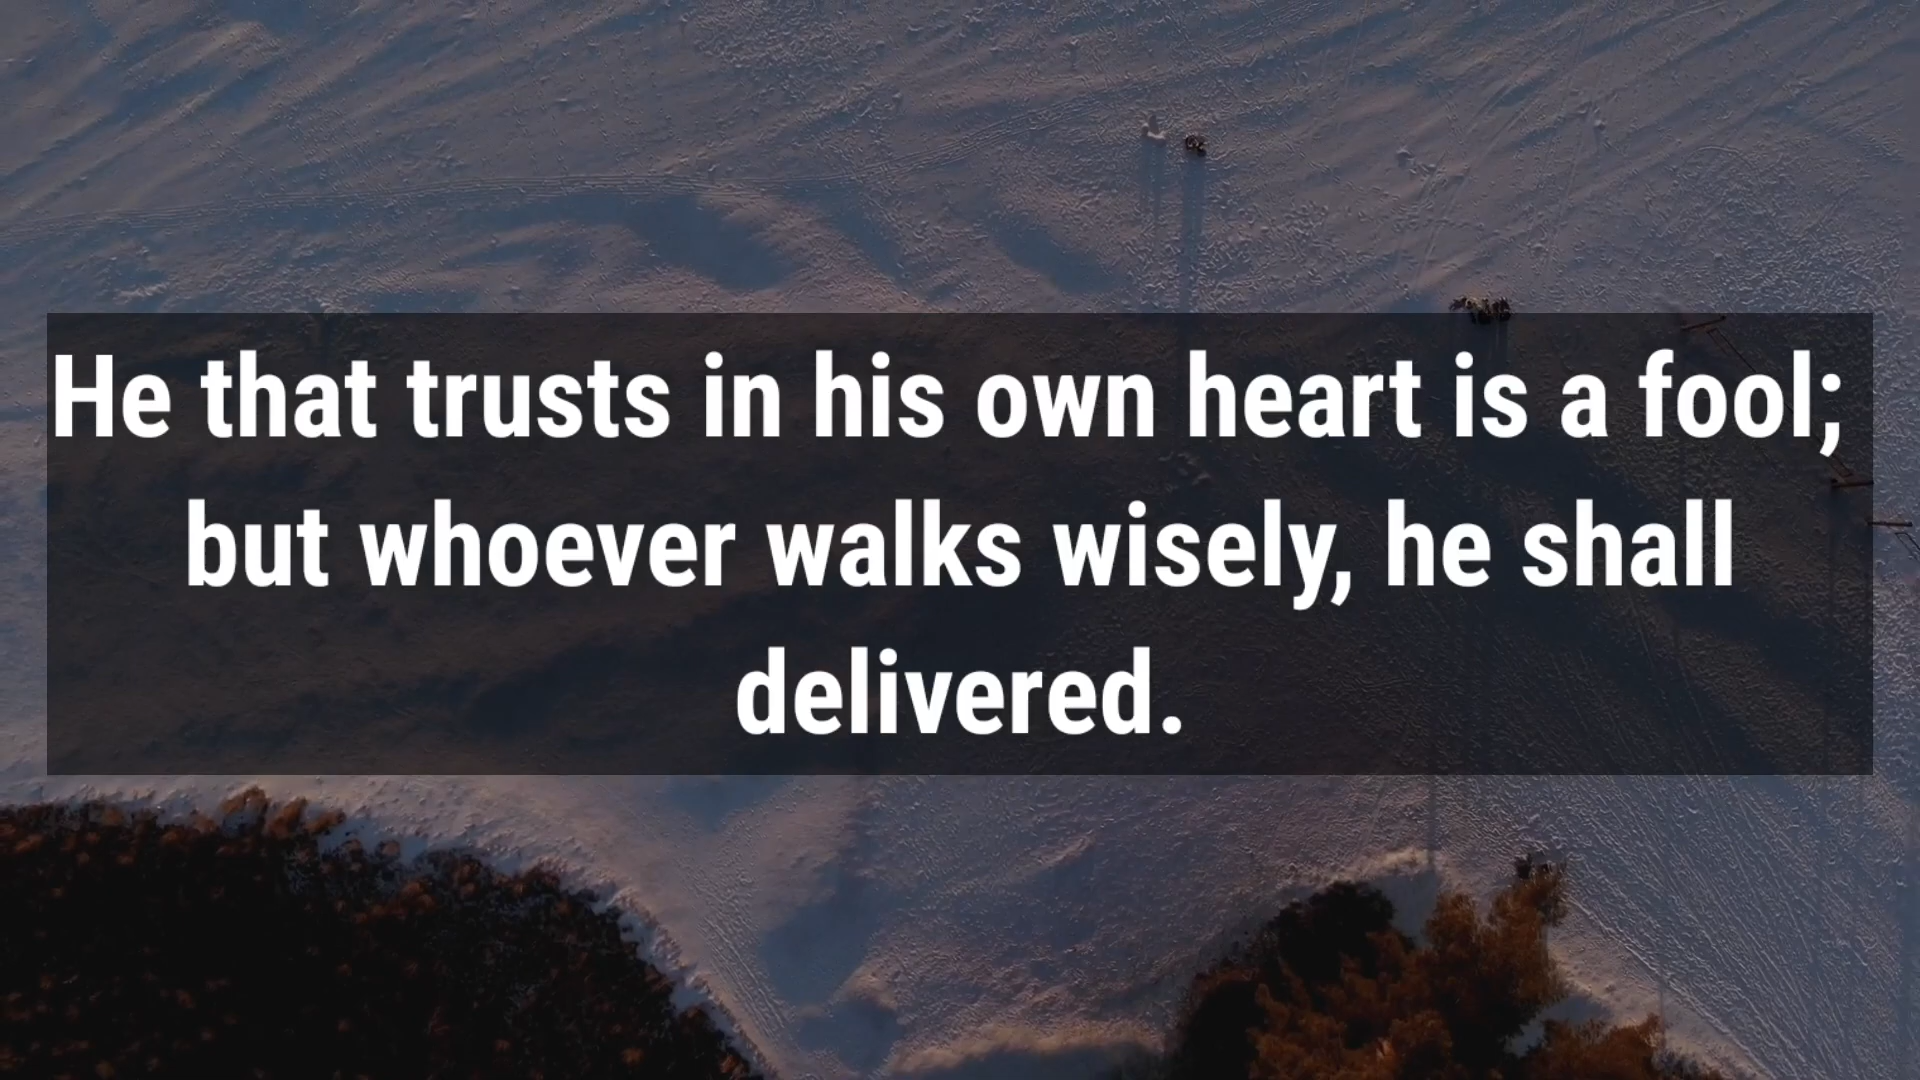 He that trusts in his own heart is a fool;
but whoever walks wisely, he shall
delivered.